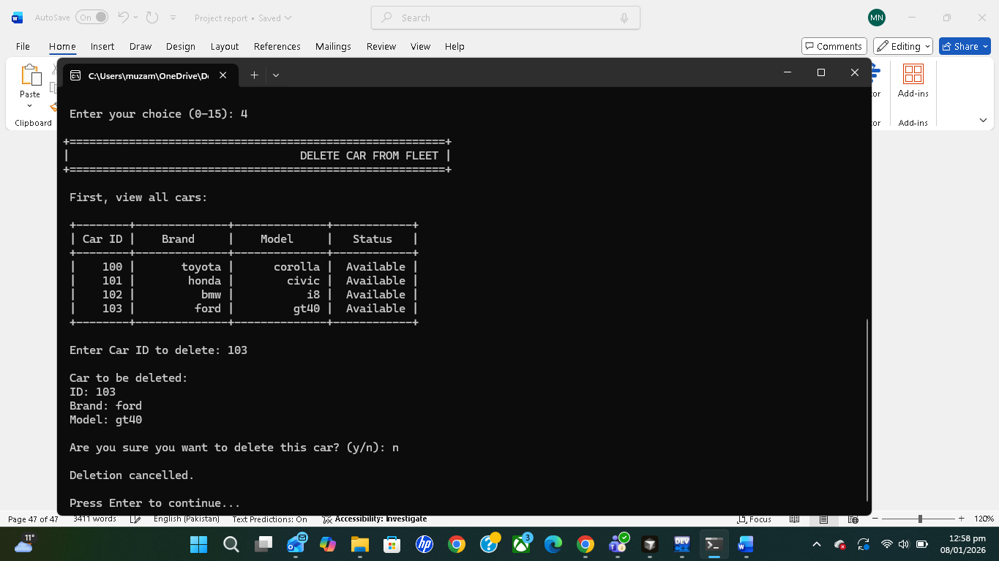 AutoSave On Project report • Saved Search MN
File Home Insert Draw Design Layout References Mailings Review View Help Comments Editing Share
C:\Users\muzam\OneDrive\De
Paste
Clipboard
Add-ins
Add-ins
Enter your choice (0-15): 4
+=========================================================+
| DELETE CAR FROM FLEET |
+=========================================================+
First, view all cars:
+--------+--------------+--------------+------------+
| Car ID | Brand | Model | Status |
+--------+--------------+--------------+------------+
| 100 | toyota | corolla | Available |
| 101 | honda | civic | Available |
| 102 | bmw | i8 | Available |
| 103 | ford | gt40 | Available |
+--------+--------------+--------------+------------+
Enter Car ID to delete: 103
Car to be deleted:
ID: 103
Brand: ford
Model: gt40
Are you sure you want to delete this car? (y/n): n
Deletion cancelled.
Press Enter to continue...
Page 47 of 47 3411 words English (Pakistan) Text Predictions: On Accessibility: Investigate Focus 120%
11° 3 DEV 12:58 pm
08/01/2026